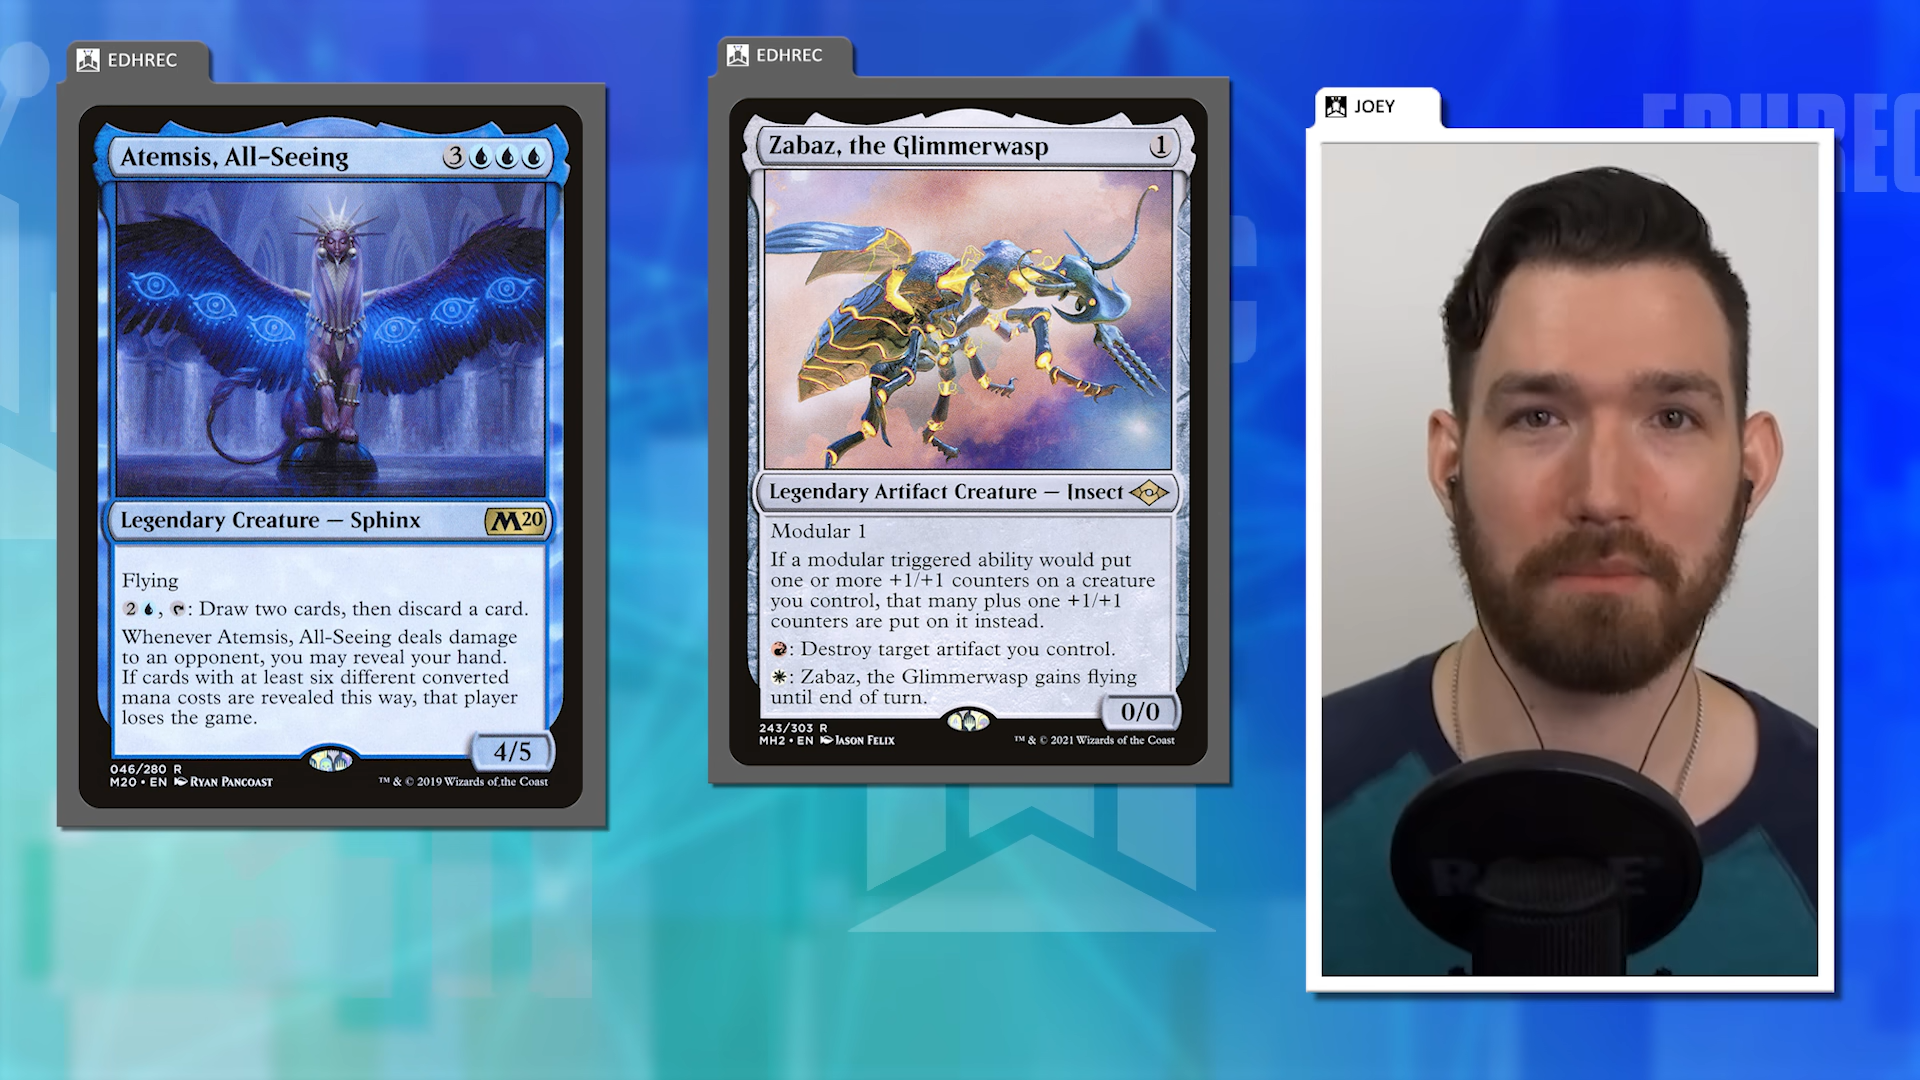 EDHREC
Atemsis, All-Seeing 3
Legendary Creature — Sphinx M20
Flying
2 , : Draw two cards, then discard a card.
Whenever Atemsis, All-Seeing deals damage
to an opponent, you may reveal your hand.
If cards with at least six different converted
mana costs are revealed this way, that player
loses the game.
4/5
046/280 R
M20 • EN Ryan Pancoast ™ & © 2019 Wizards of the Coast
EDHREC
Zabaz, the Glimmerwasp 1
Legendary Artifact Creature — Insect
Modular 1
If a modular triggered ability would put
one or more +1/+1 counters on a creature
you control, that many plus one +1/+1
counters are put on it instead.
: Destroy target artifact you control.
: Zabaz, the Glimmerwasp gains flying
until end of turn.
0/0
243/303 R
MH2 • EN Jason Felix ™ & © 2021 Wizards of the Coast
JOEY
EDHREC